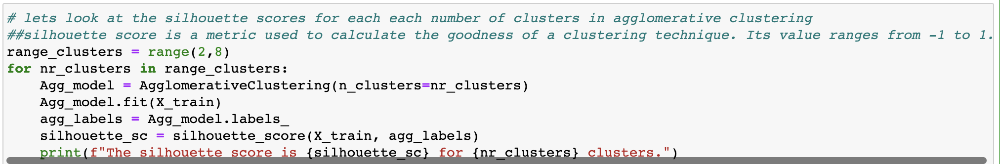 # lets look at the silhouette scores for each each number of clusters in agglomerative clustering
##silhouette score is a metric used to calculate the goodness of a clustering technique. Its value ranges from -1 to 1.
range_clusters = range(2,8)
for nr_clusters in range_clusters:
    Agg_model = AgglomerativeClustering(n_clusters=nr_clusters)
    Agg_model.fit(X_train)
    agg_labels = Agg_model.labels_
    silhouette_sc = silhouette_score(X_train, agg_labels)
    print(f"The silhouette score is {silhouette_sc} for {nr_clusters} clusters.")